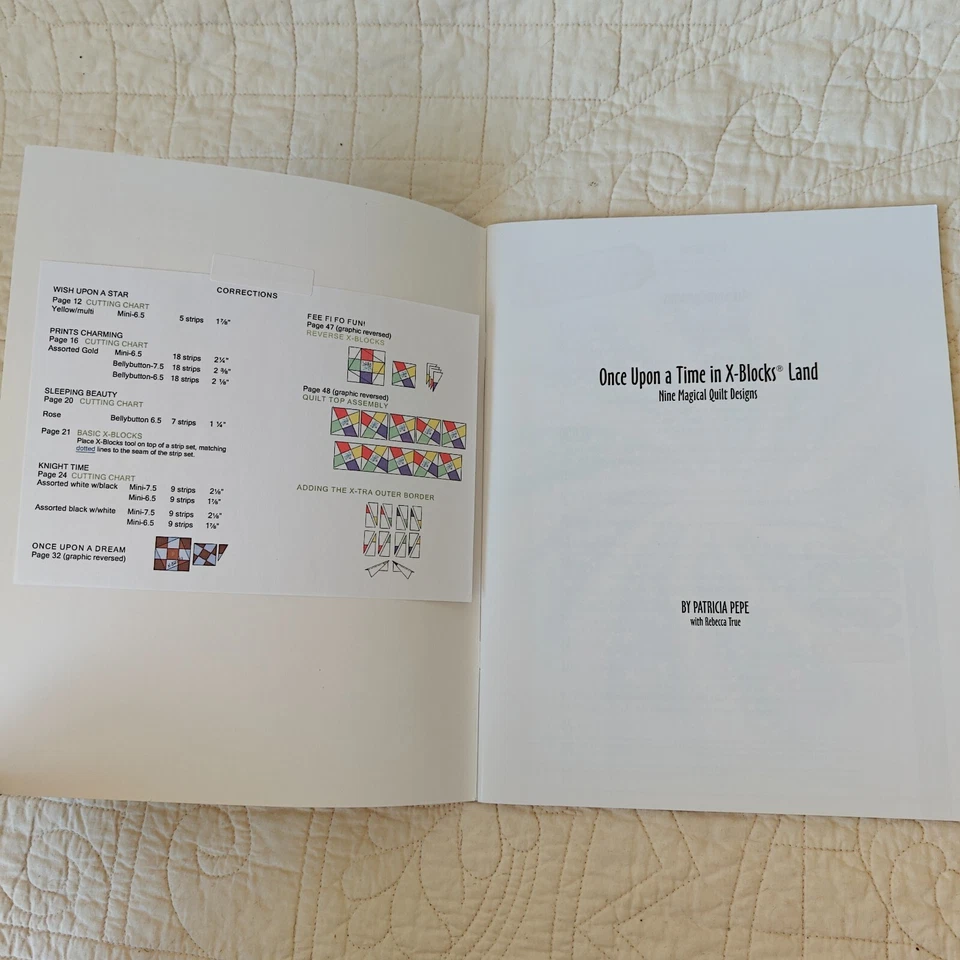 CORRECTIONS
WISH UPON A STAR
Page 12 CUTTING CHART
Yellow/multi Mini-6.5 5 strips 1⅞"
PRINTS CHARMING
Page 16 CUTTING CHART
Assorted Gold Mini-6.5 18 strips 2¼"
Bellybutton-7.5 18 strips 2 ⅜"
Bellybutton-6.5 18 strips 2 ⅛"
SLEEPING BEAUTY
Page 20 CUTTING CHART
Rose Bellybutton 6.5 7 strips 1 ¼"
Page 21 BASIC X-BLOCKS
Place X-Blocks tool on top of a strip set, matching
dotted lines to the seam of the strip set.
KNIGHT TIME
Page 24 CUTTING CHART
Assorted white w/black Mini-7.5 9 strips 2⅛"
Mini-6.5 9 strips 1⅞"
Assorted black w/white Mini-7.5 9 strips 2⅛"
Mini-6.5 9 strips 1⅞"
ONCE UPON A DREAM
Page 32 (graphic reversed)
FEE FI FO FUN!
Page 47 (graphic reversed)
REVERSE X-BLOCKS
Page 48 (graphic reversed)
QUILT TOP ASSEMBLY
ADDING THE X-TRA OUTER BORDER
Once Upon a Time in X-Blocks® Land
Nine Magical Quilt Designs
BY PATRICIA PEPE
with Rebecca True